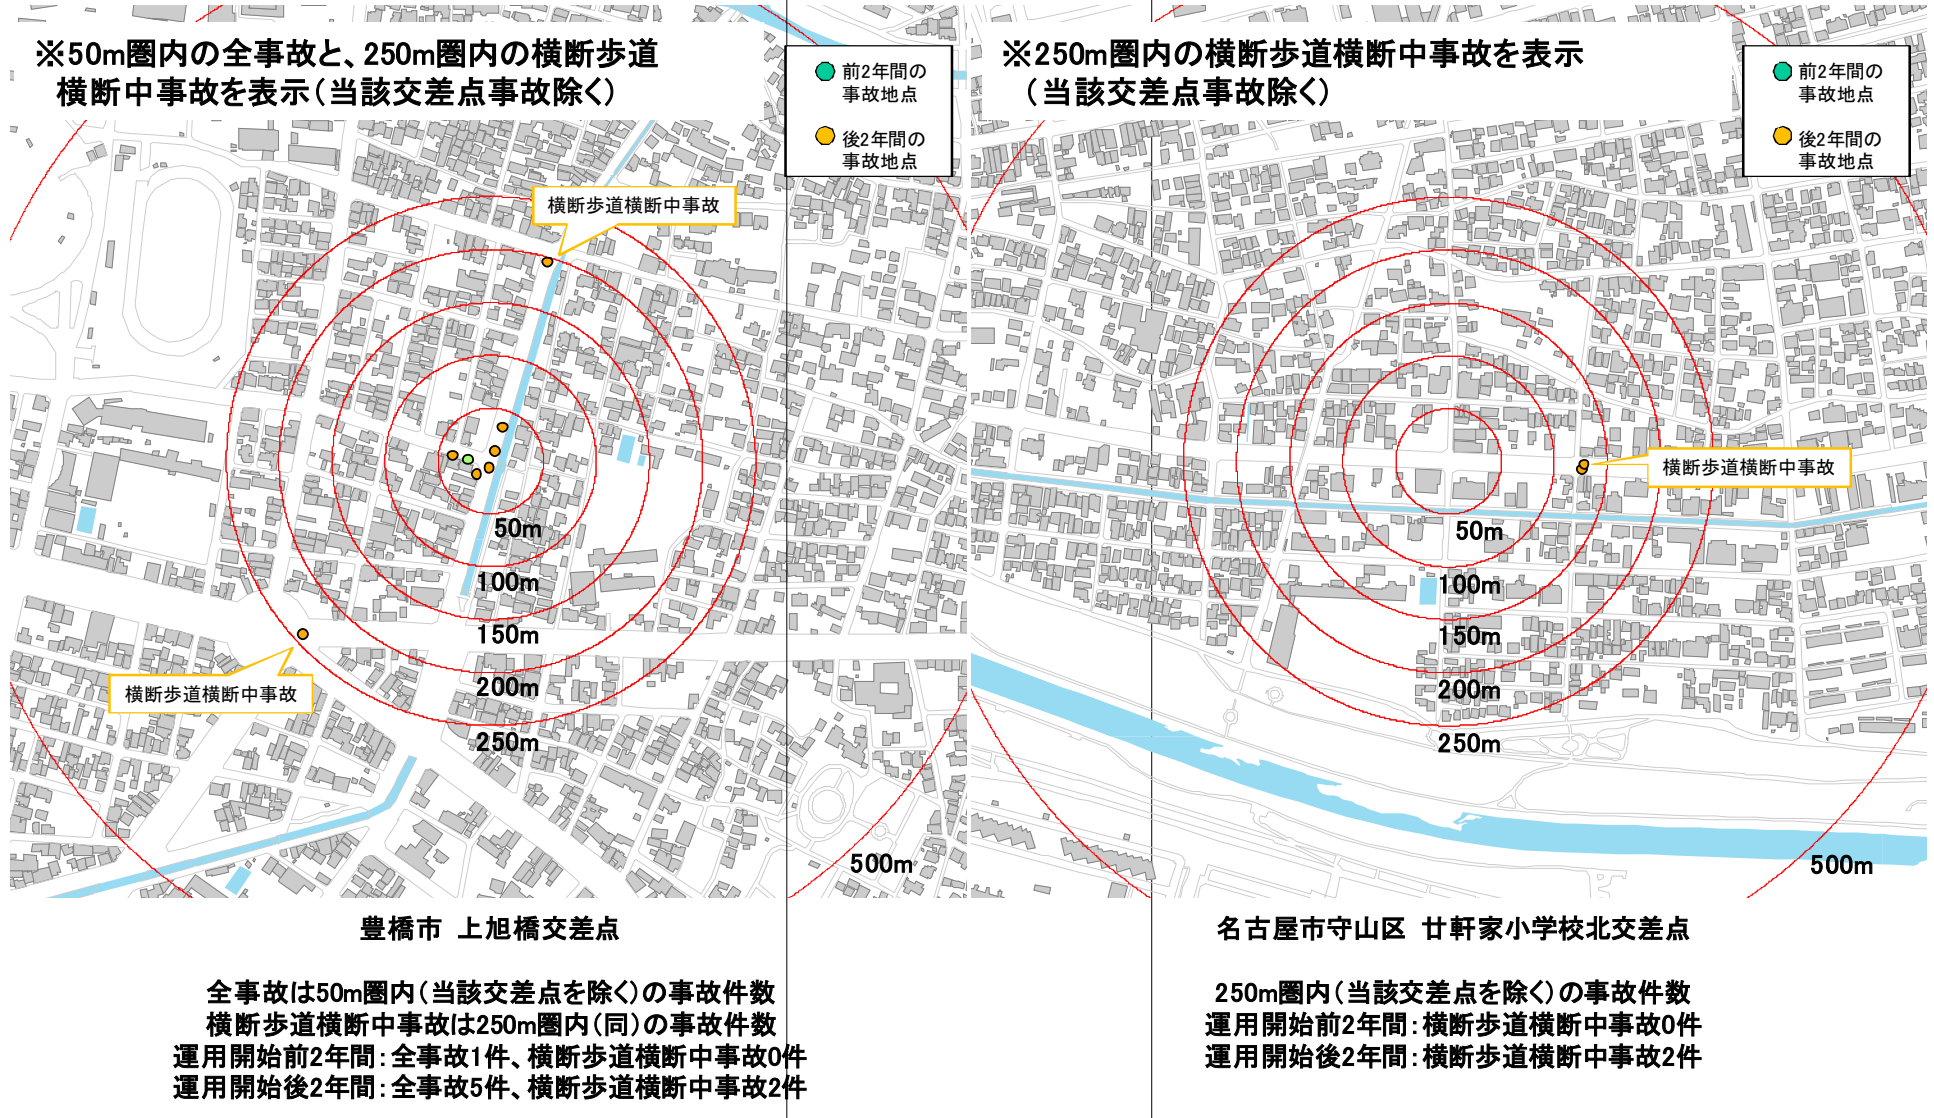 ※50m圏内の全事故と、250m圏内の横断歩道
横断中事故を表示(当該交差点事故除く)
前2年間の
事故地点
後2年間の
事故地点
横断歩道横断中事故
横断歩道横断中事故
50m
100m
150m
200m
250m
500m
豊橋市 上旭橋交差点
全事故は50m圏内(当該交差点を除く)の事故件数
横断歩道横断中事故は250m圏内(同)の事故件数
運用開始前2年間:全事故1件、横断歩道横断中事故0件
運用開始後2年間:全事故5件、横断歩道横断中事故2件
※250m圏内の横断歩道横断中事故を表示
(当該交差点事故除く)
前2年間の
事故地点
後2年間の
事故地点
横断歩道横断中事故
50m
100m
150m
200m
250m
500m
名古屋市守山区 廿軒家小学校北交差点
250m圏内(当該交差点を除く)の事故件数
運用開始前2年間:横断歩道横断中事故0件
運用開始後2年間:横断歩道横断中事故2件